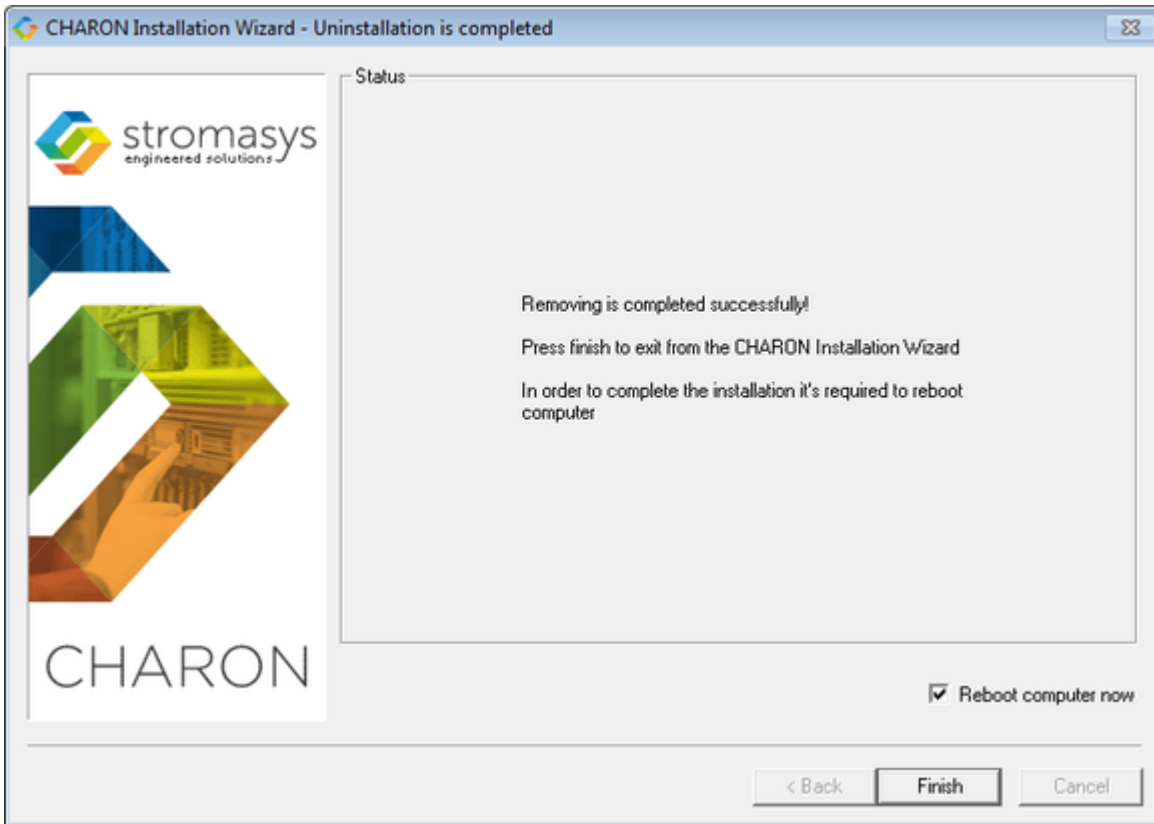 CHARON Installation Wizard - Uninstallation is completed
Status
stromasys
engineered solutions
Removing is completed successfully!
Press finish to exit from the CHARON Installation Wizard
In order to complete the installation it's required to reboot
computer
CHARON
Reboot computer now
< Back
Finish
Cancel